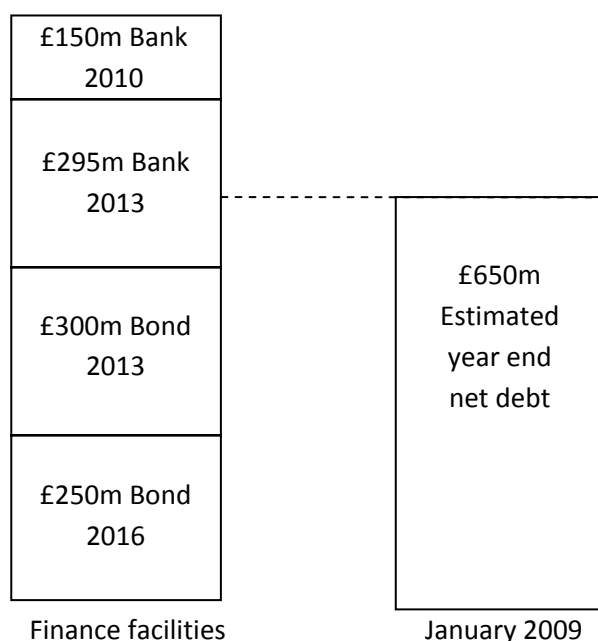 £150m Bank
2010
£295m Bank
2013
£300m Bond
2013
£250m Bond
2016
Finance facilities
£650m
Estimated
year end
net debt
January 2009